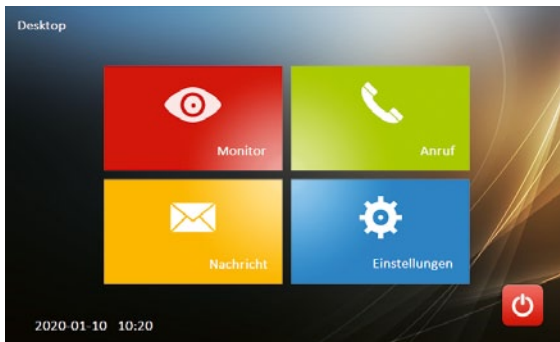 Desktop
Monitor
Anruf
Nachricht
Einstellungen
2020-01-10 10:20